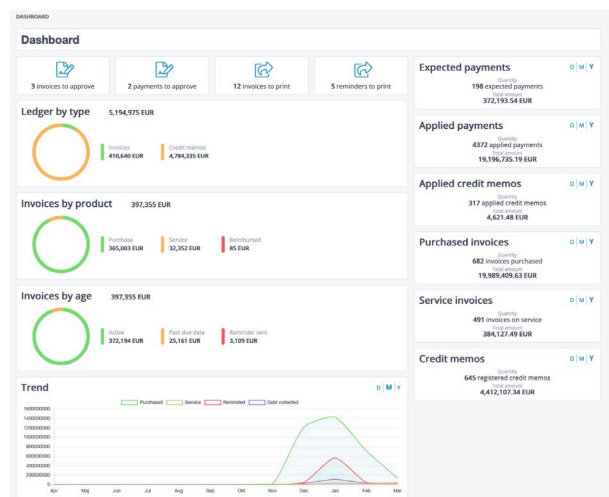 DASHBOARD
Dashboard
3 invoices to approve
2 payments to approve
12 invoices to print
5 reminders to print
Ledger by type 5,194,975 EUR
Invoices
410,640 EUR
Credit memos
4,784,335 EUR
Invoices by product 397,355 EUR
Purchase
365,003 EUR
Service
32,352 EUR
Reimbursed
85 EUR
Invoices by age 397,355 EUR
Active
372,194 EUR
Past due date
25,161 EUR
Reminder sent
3,109 EUR
Trend D M Y
Purchased Service Reminded Debt collected
1600000000
1400000000
1200000000
1000000000
800000000
600000000
400000000
200000000
0
Apr Maj Jun Jul Aug Sep Okt Nov Dec Jan Feb Mar
Expected payments D M Y
Quantity
198 expected payments
Total amount
372,193.54 EUR
Applied payments D M Y
Quantity
4372 applied payments
Total amount
19,196,735.19 EUR
Applied credit memos D M Y
Quantity
317 applied credit memos
Total amount
4,621.48 EUR
Purchased invoices D M Y
Quantity
682 invoices purchased
Total amount
19,989,409.63 EUR
Service invoices D M Y
Quantity
491 invoices on service
Total amount
384,127.49 EUR
Credit memos D M Y
Quantity
645 registered credit memos
Total amount
4,412,107.34 EUR